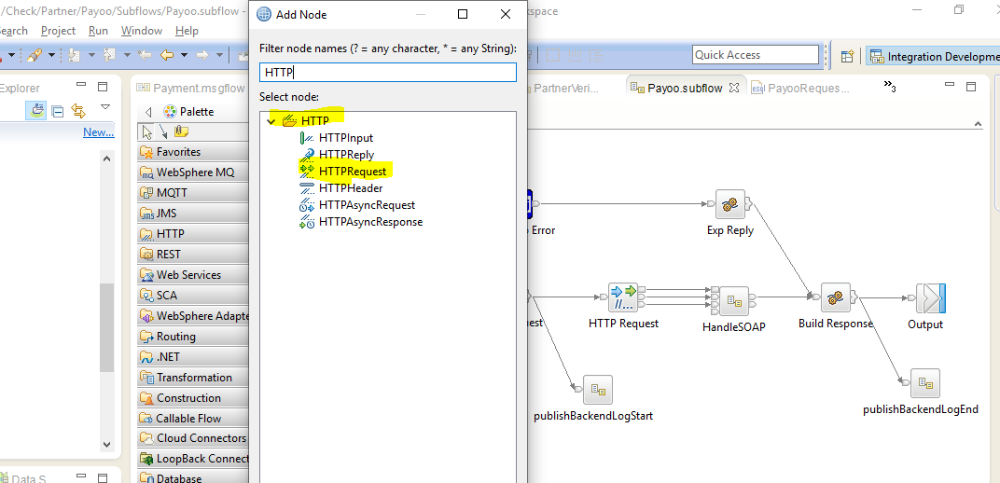 /Check/Partner/Payoo/Subflows/Payoo.subflow
Add Node
kspace
Search Project Run Window Help
Filter node names (? = any character, * = any String):
HTTP
Quick Access
Integration Developme
Explorer
Payment.msgflow
PartnerVeri...
Payoo.subflow
PayooReques...
3
Select node:
New...
Palette
Favorites
WebSphere MQ
MQTT
JMS
HTTP
REST
Web Services
SCA
WebSphere Adapte
Routing
.NET
Transformation
Construction
Callable Flow
Cloud Connectors
LoopBack Connect
Database
HTTP
HTTPInput
HTTPReply
HTTPRequest
HTTPHeader
HTTPAsyncRequest
HTTPAsyncResponse
Error
Exp Reply
uest
HTTP Request
HandleSOAP
Build Response
Output
publishBackendLogStart
publishBackendLogEnd
Data S